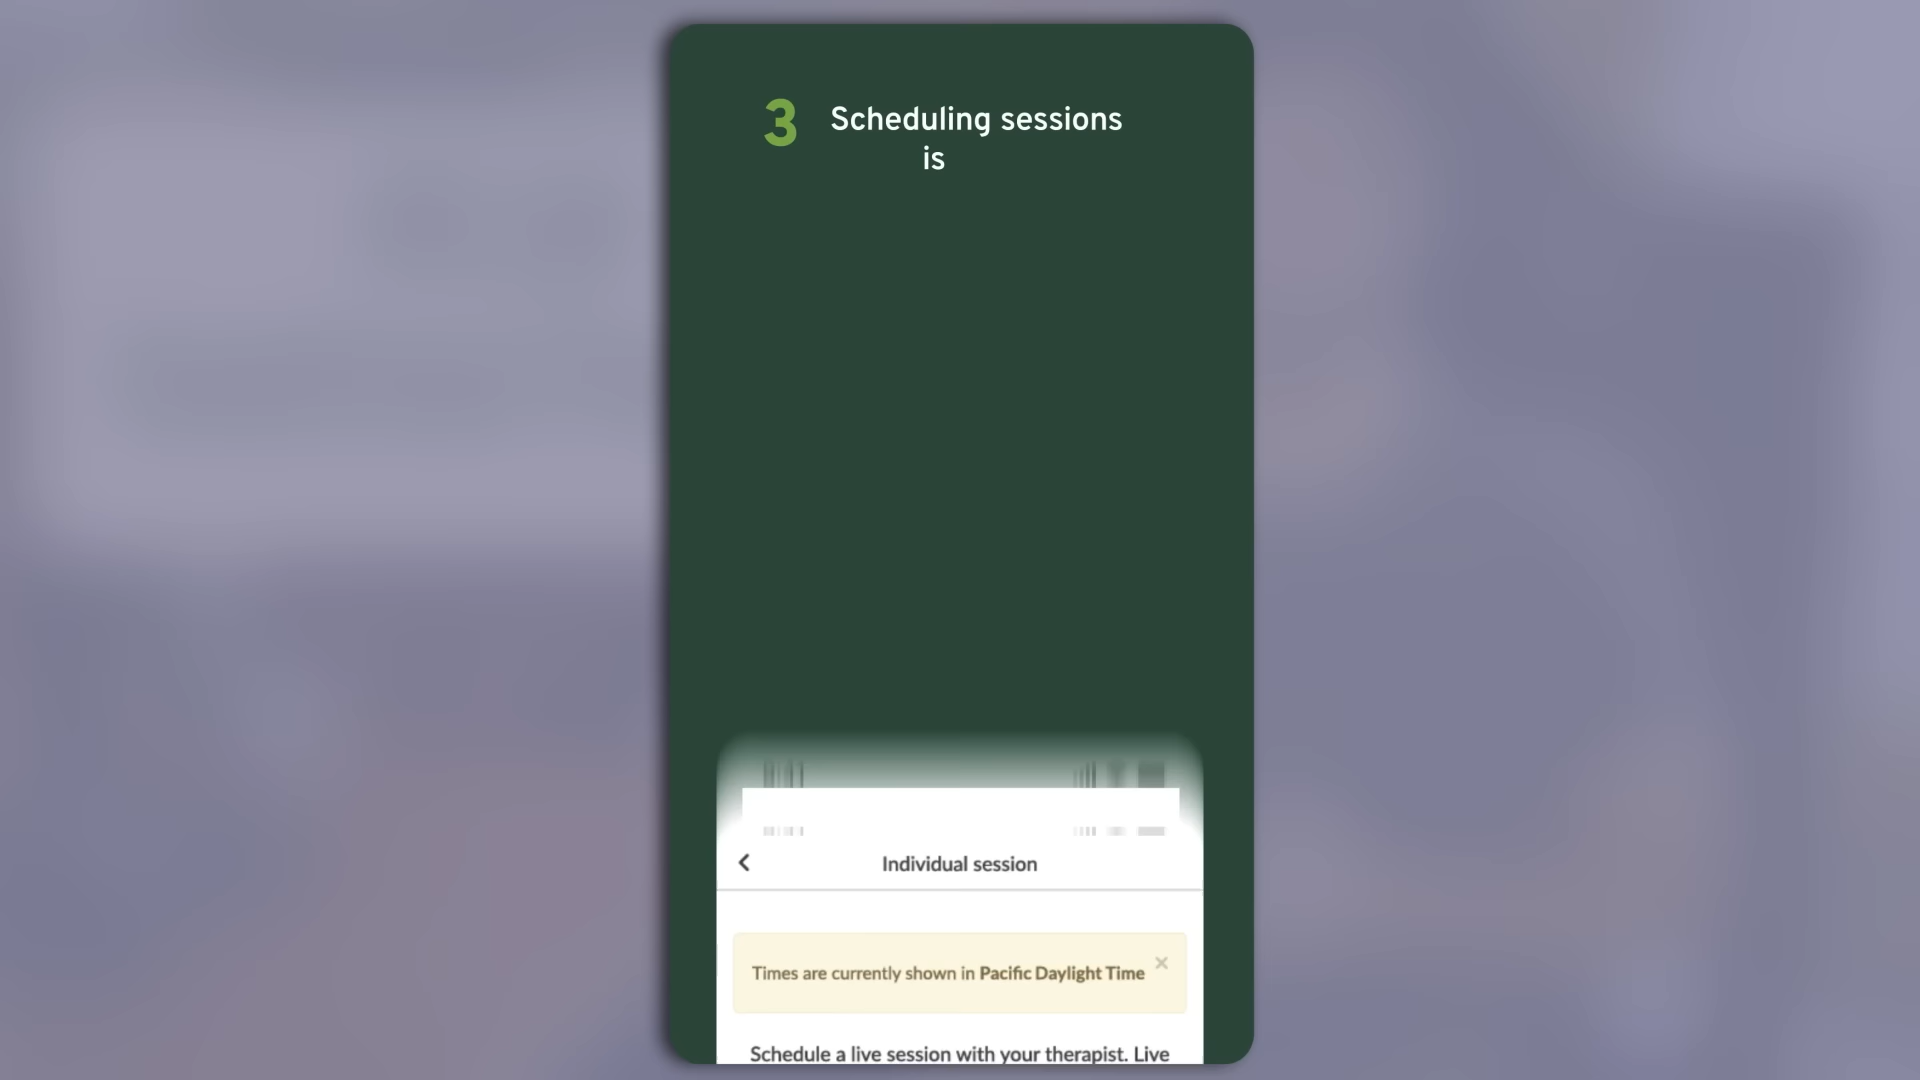 3 Scheduling sessions
is
Individual session
Times are currently shown in Pacific Daylight Time
Schedule a live session with your therapist. Live